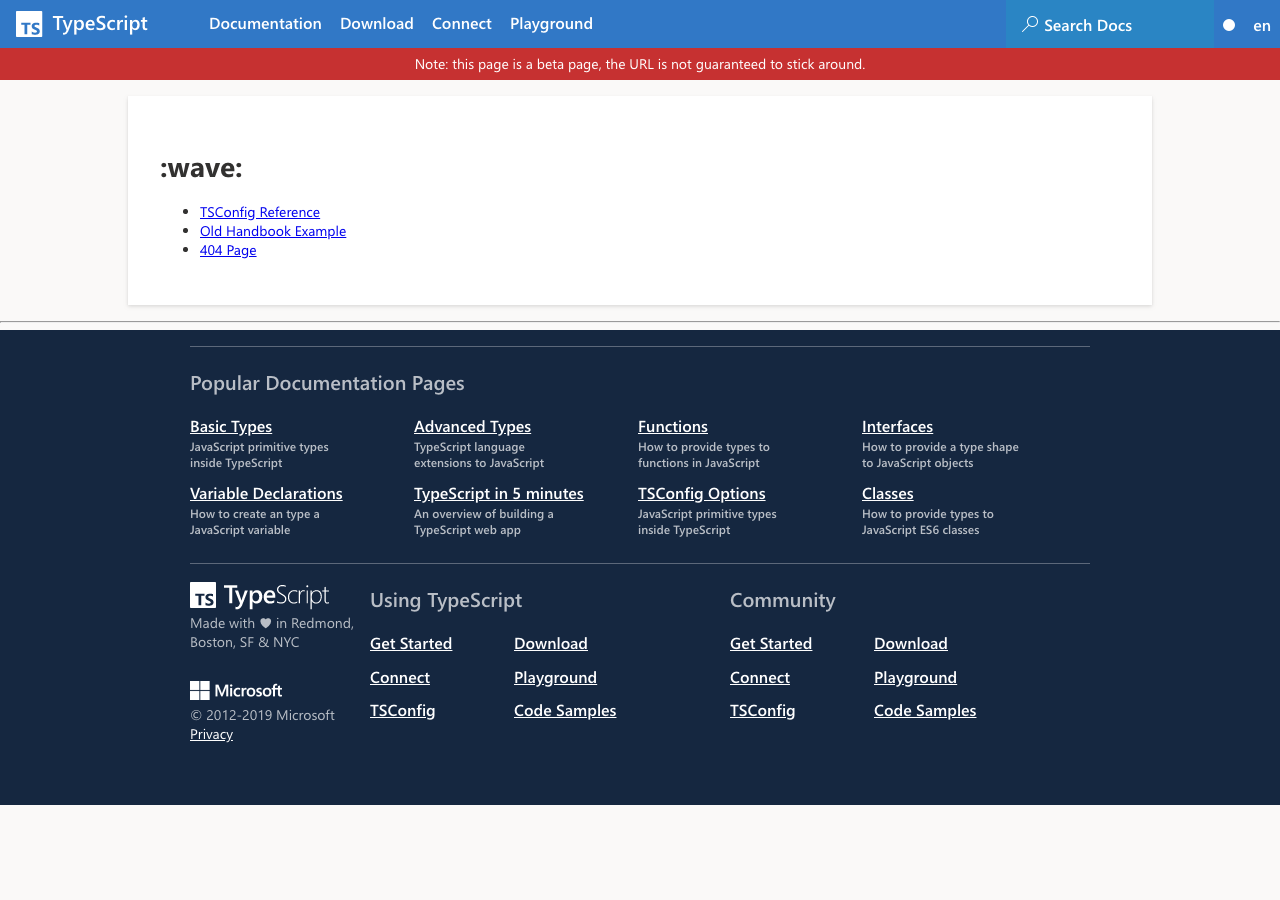 TS TypeScript Documentation Download Connect Playground Search Docs en
Note: this page is a beta page, the URL is not guaranteed to stick around.
:wave:
TSConfig Reference
Old Handbook Example
404 Page
Popular Documentation Pages
Basic Types
JavaScript primitive types
inside TypeScript
Advanced Types
TypeScript language
extensions to JavaScript
Functions
How to provide types to
functions in JavaScript
Interfaces
How to provide a type shape
to JavaScript objects
Variable Declarations
How to create an type a
JavaScript variable
TypeScript in 5 minutes
An overview of building a
TypeScript web app
TSConfig Options
JavaScript primitive types
inside TypeScript
Classes
How to provide types to
JavaScript ES6 classes
TS TypeScript
Made with ♥ in Redmond,
Boston, SF & NYC
Microsoft
© 2012-2019 Microsoft
Privacy
Using TypeScript
Get Started Download
Connect Playground
TSConfig Code Samples
Community
Get Started Download
Connect Playground
TSConfig Code Samples